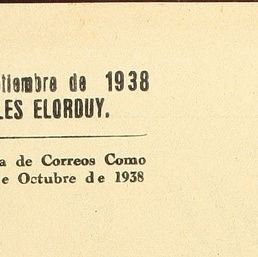 tiembre de 1938
LES ELORDUY.
a de Correos Como
e Octubre de 1938